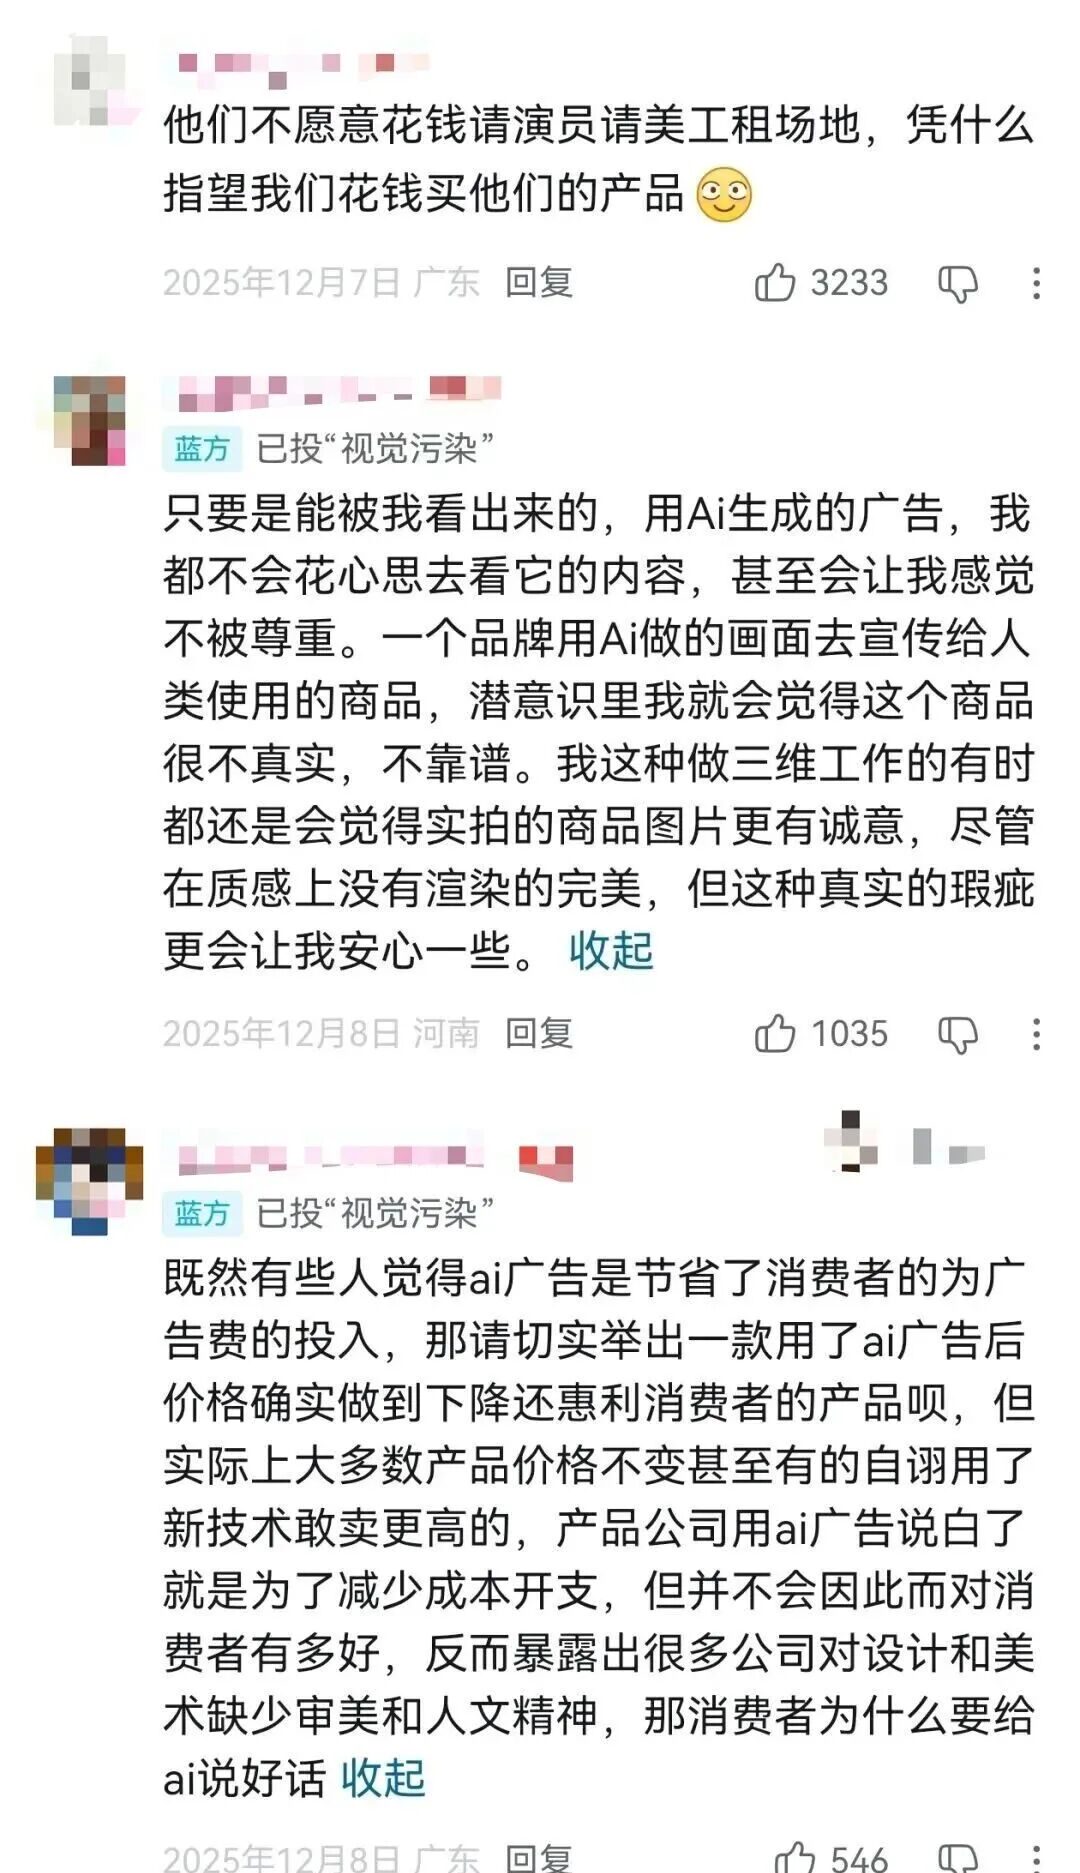 他们不愿意花钱请演员请美工租场地，凭什么
指望我们花钱买他们的产品
2025年12月7日 广东 回复 3233
蓝方 已投“视觉污染”
只要是能被我看出来的，用Ai生成的广告，我
都不会花心思去看它的内容，甚至会让我感觉
不被尊重。一个品牌用Ai做的画面去宣传给人
类使用的商品，潜意识里我就会觉得这个商品
很不真实，不靠谱。我这种做三维工作的有时
都还是会觉得实拍的商品图片更有诚意，尽管
在质感上没有渲染的完美，但这种真实的瑕疵
更会让我安心一些。 收起
2025年12月8日 河南 回复 1035
蓝方 已投“视觉污染”
既然有些人觉得ai广告是节省了消费者的为广
告费的投入，那请切实举出一款用了ai广告后
价格确实做到下降还惠利消费者的产品呗，但
实际上大多数产品价格不变甚至有的自诩用了
新技术敢卖更高的，产品公司用ai广告说白了
就是为了减少成本开支，但并不会因此而对消
费者有多好，反而暴露出很多公司对设计和美
术缺少审美和人文精神，那消费者为什么要给
ai说好话 收起
2025年12月8日 广东 回复 546